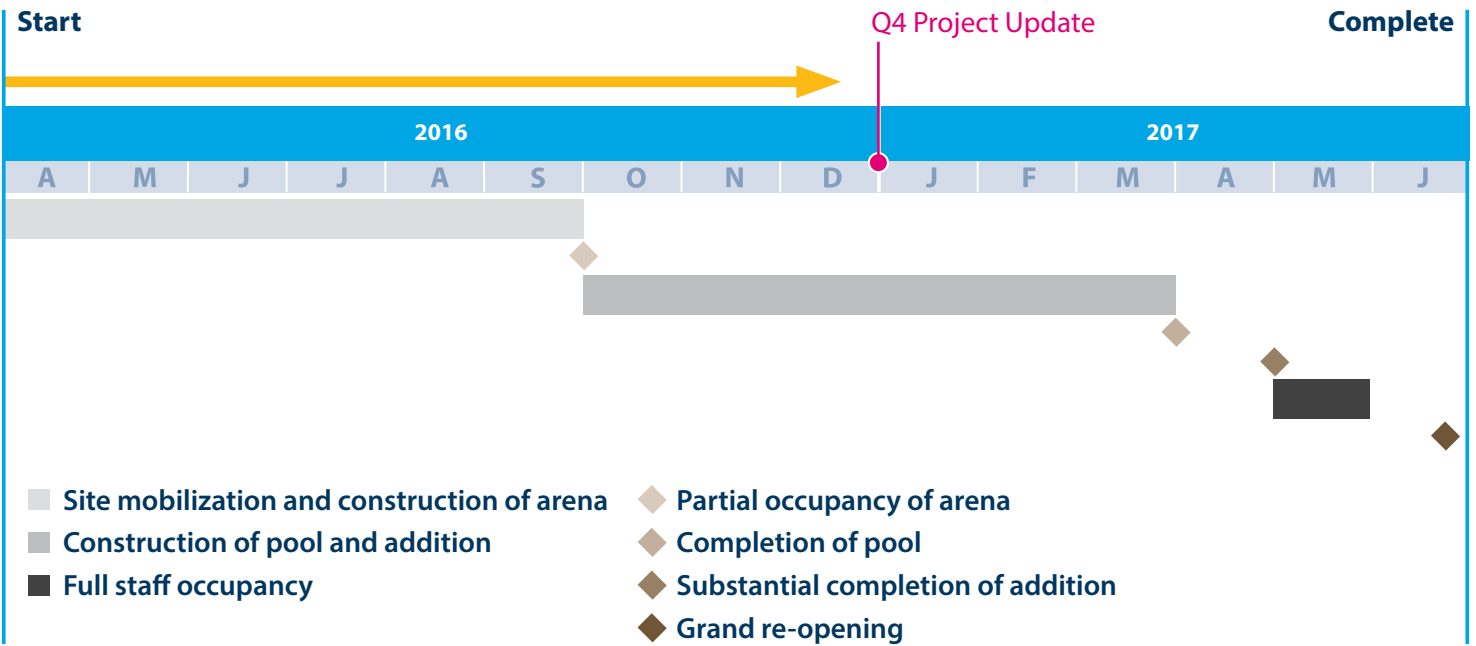 Start
Q4 Project Update
Complete
2016
2017
A M J J A S O N D J F M A M J
Site mobilization and construction of arena
Construction of pool and addition
Full staff occupancy
Partial occupancy of arena
Completion of pool
Substantial completion of addition
Grand re-opening